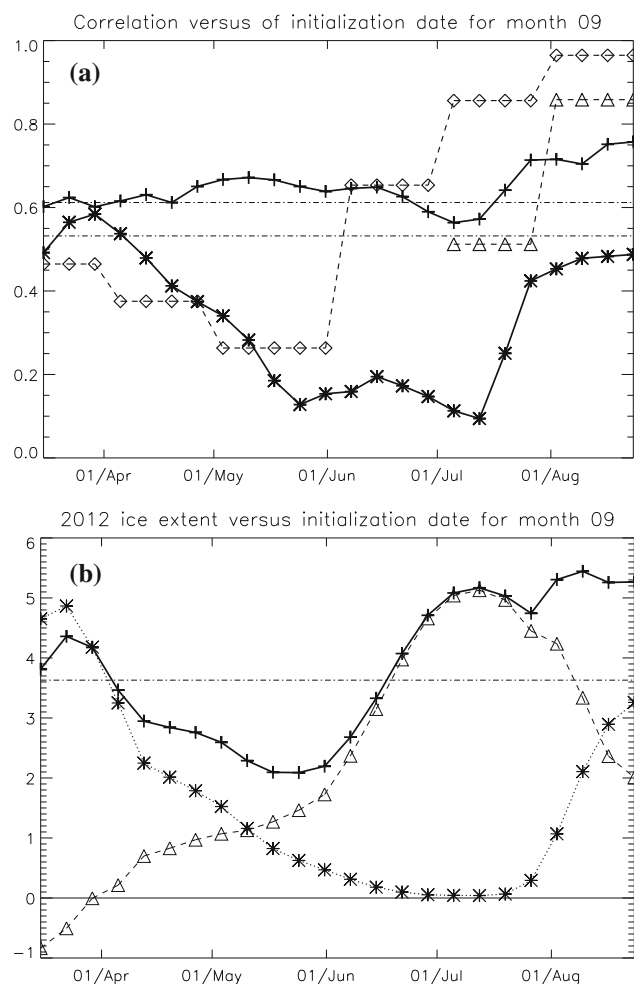 Correlation versus of initialization date for month 09
(a)
1.0
0.8
0.6
0.4
0.2
0.0
01/Apr 01/May 01/Jun 01/Jul 01/Aug
2012 ice extent versus initialization date for month 09
(b)
6
5
4
3
2
1
0
-1
01/Apr 01/May 01/Jun 01/Jul 01/Aug